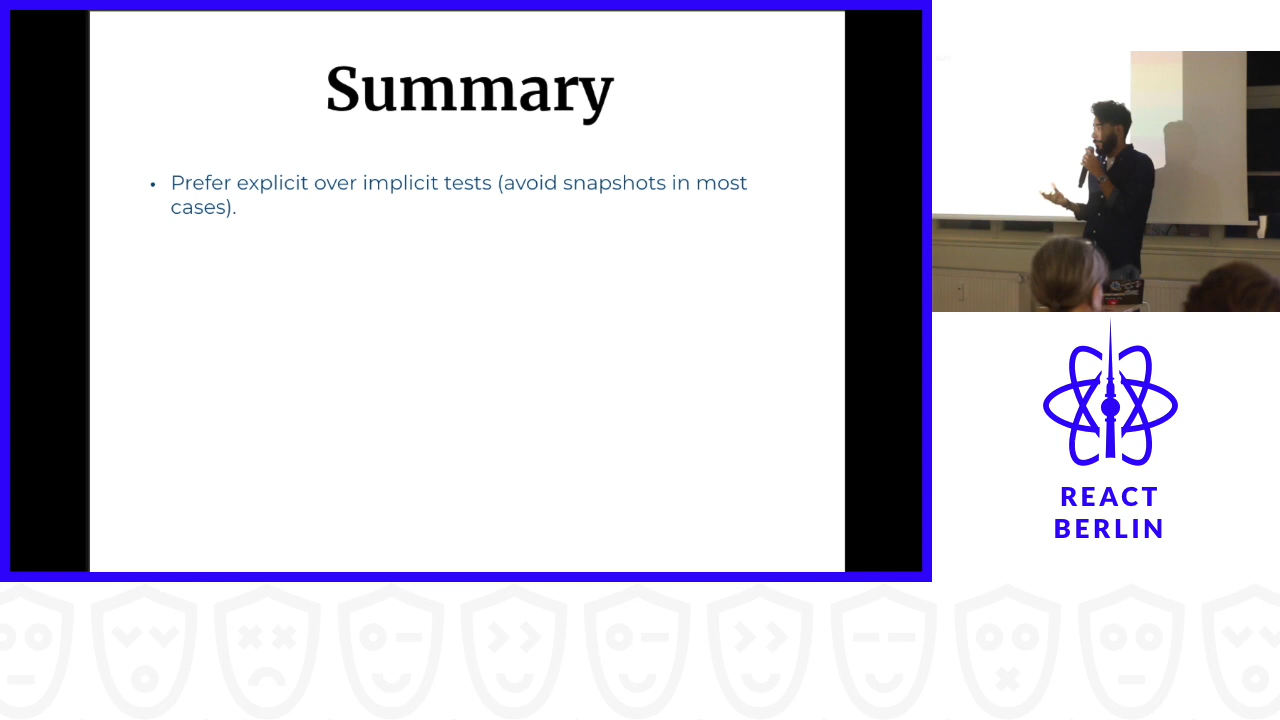 Summary
• Prefer explicit over implicit tests (avoid snapshots in most
cases).
REACT
BERLIN